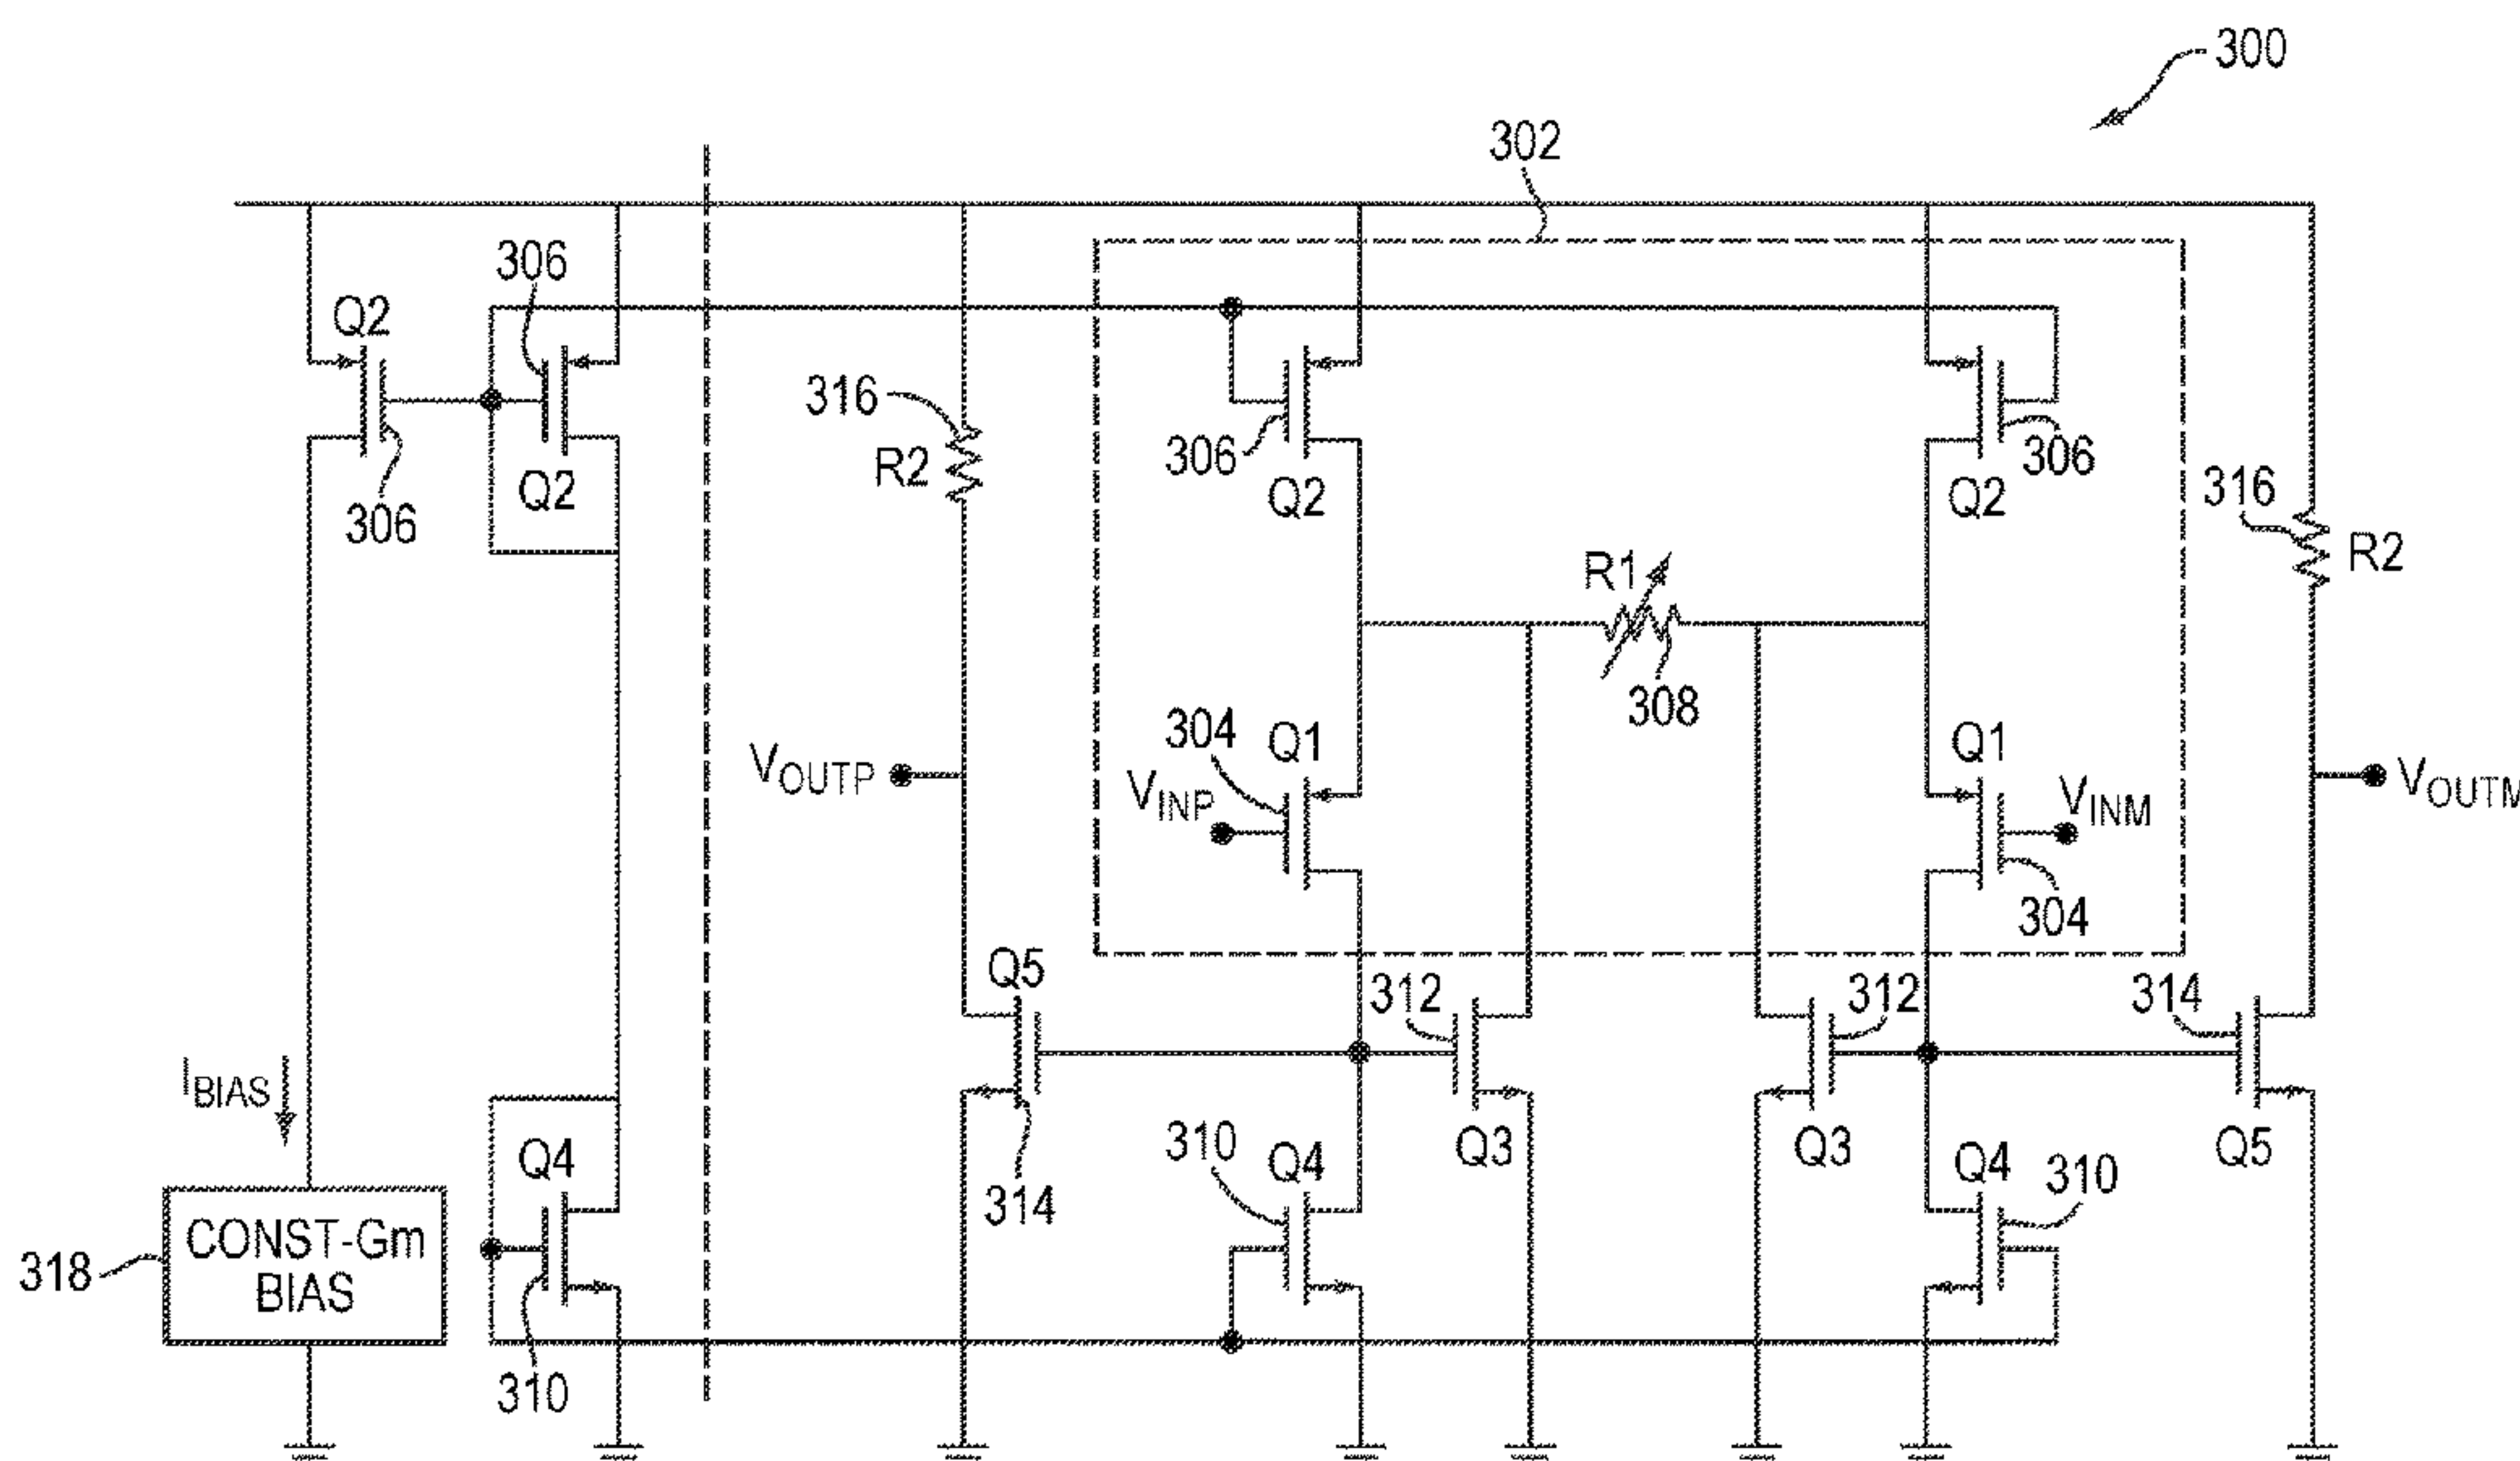 300
302
306
Q2
306
Q2
316
R2
306
Q2
306
Q2
316
R2
R1
308
304
Q1
Q1
VOUTP
VINP
VINM
VOUTM
304
Q5
312
312
314
IBIAS
Q4
314
310
Q4
Q3
Q3
Q4
310
Q5
318
CONST-Gm
BIAS
310